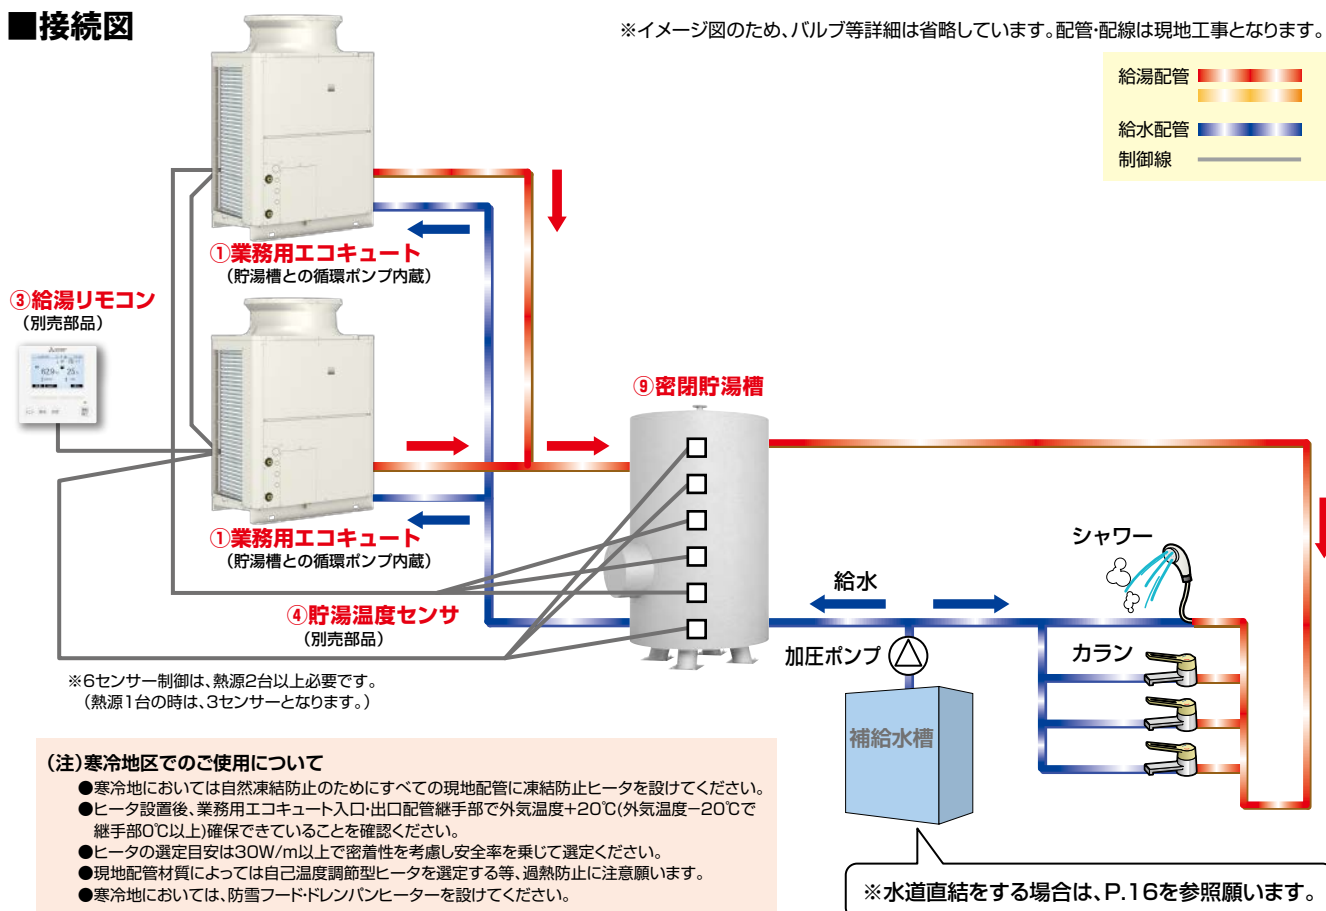 ■接続図
※イメージ図のため、バルブ等詳細は省略しています。配管・配線は現地工事となります。
給湯配管
給水配管
制御線
①業務用エコキュート
（貯湯槽との循環ポンプ内蔵）
③給湯リモコン
（別売部品）
⑨密閉貯湯槽
①業務用エコキュート
（貯湯槽との循環ポンプ内蔵）
シャワー
給水
④貯湯温度センサ
（別売部品）
加圧ポンプ
カラン
※6センサー制御は、熱源2台以上必要です。
（熱源1台の時は、3センサーとなります。）
補給水槽
（注）寒冷地区でのご使用について
●寒冷地においては自然凍結防止のためにすべての現地配管に凍結防止ヒータを設けてください。
●ヒータ設置後、業務用エコキュート入口・出口配管継手部で外気温度+20℃(外気温度−20℃で
継手部0℃以上)確保できていることを確認ください。
●ヒータの選定目安は30W/m以上で密着性を考慮し安全率を乗じて選定ください。
●現地配管材質によっては自己温度調節型ヒータを選定する等、過熱防止に注意願います。
●寒冷地においては、防雪フード・ドレンパンヒーターを設けてください。
※水道直結をする場合は、P.16を参照願います。